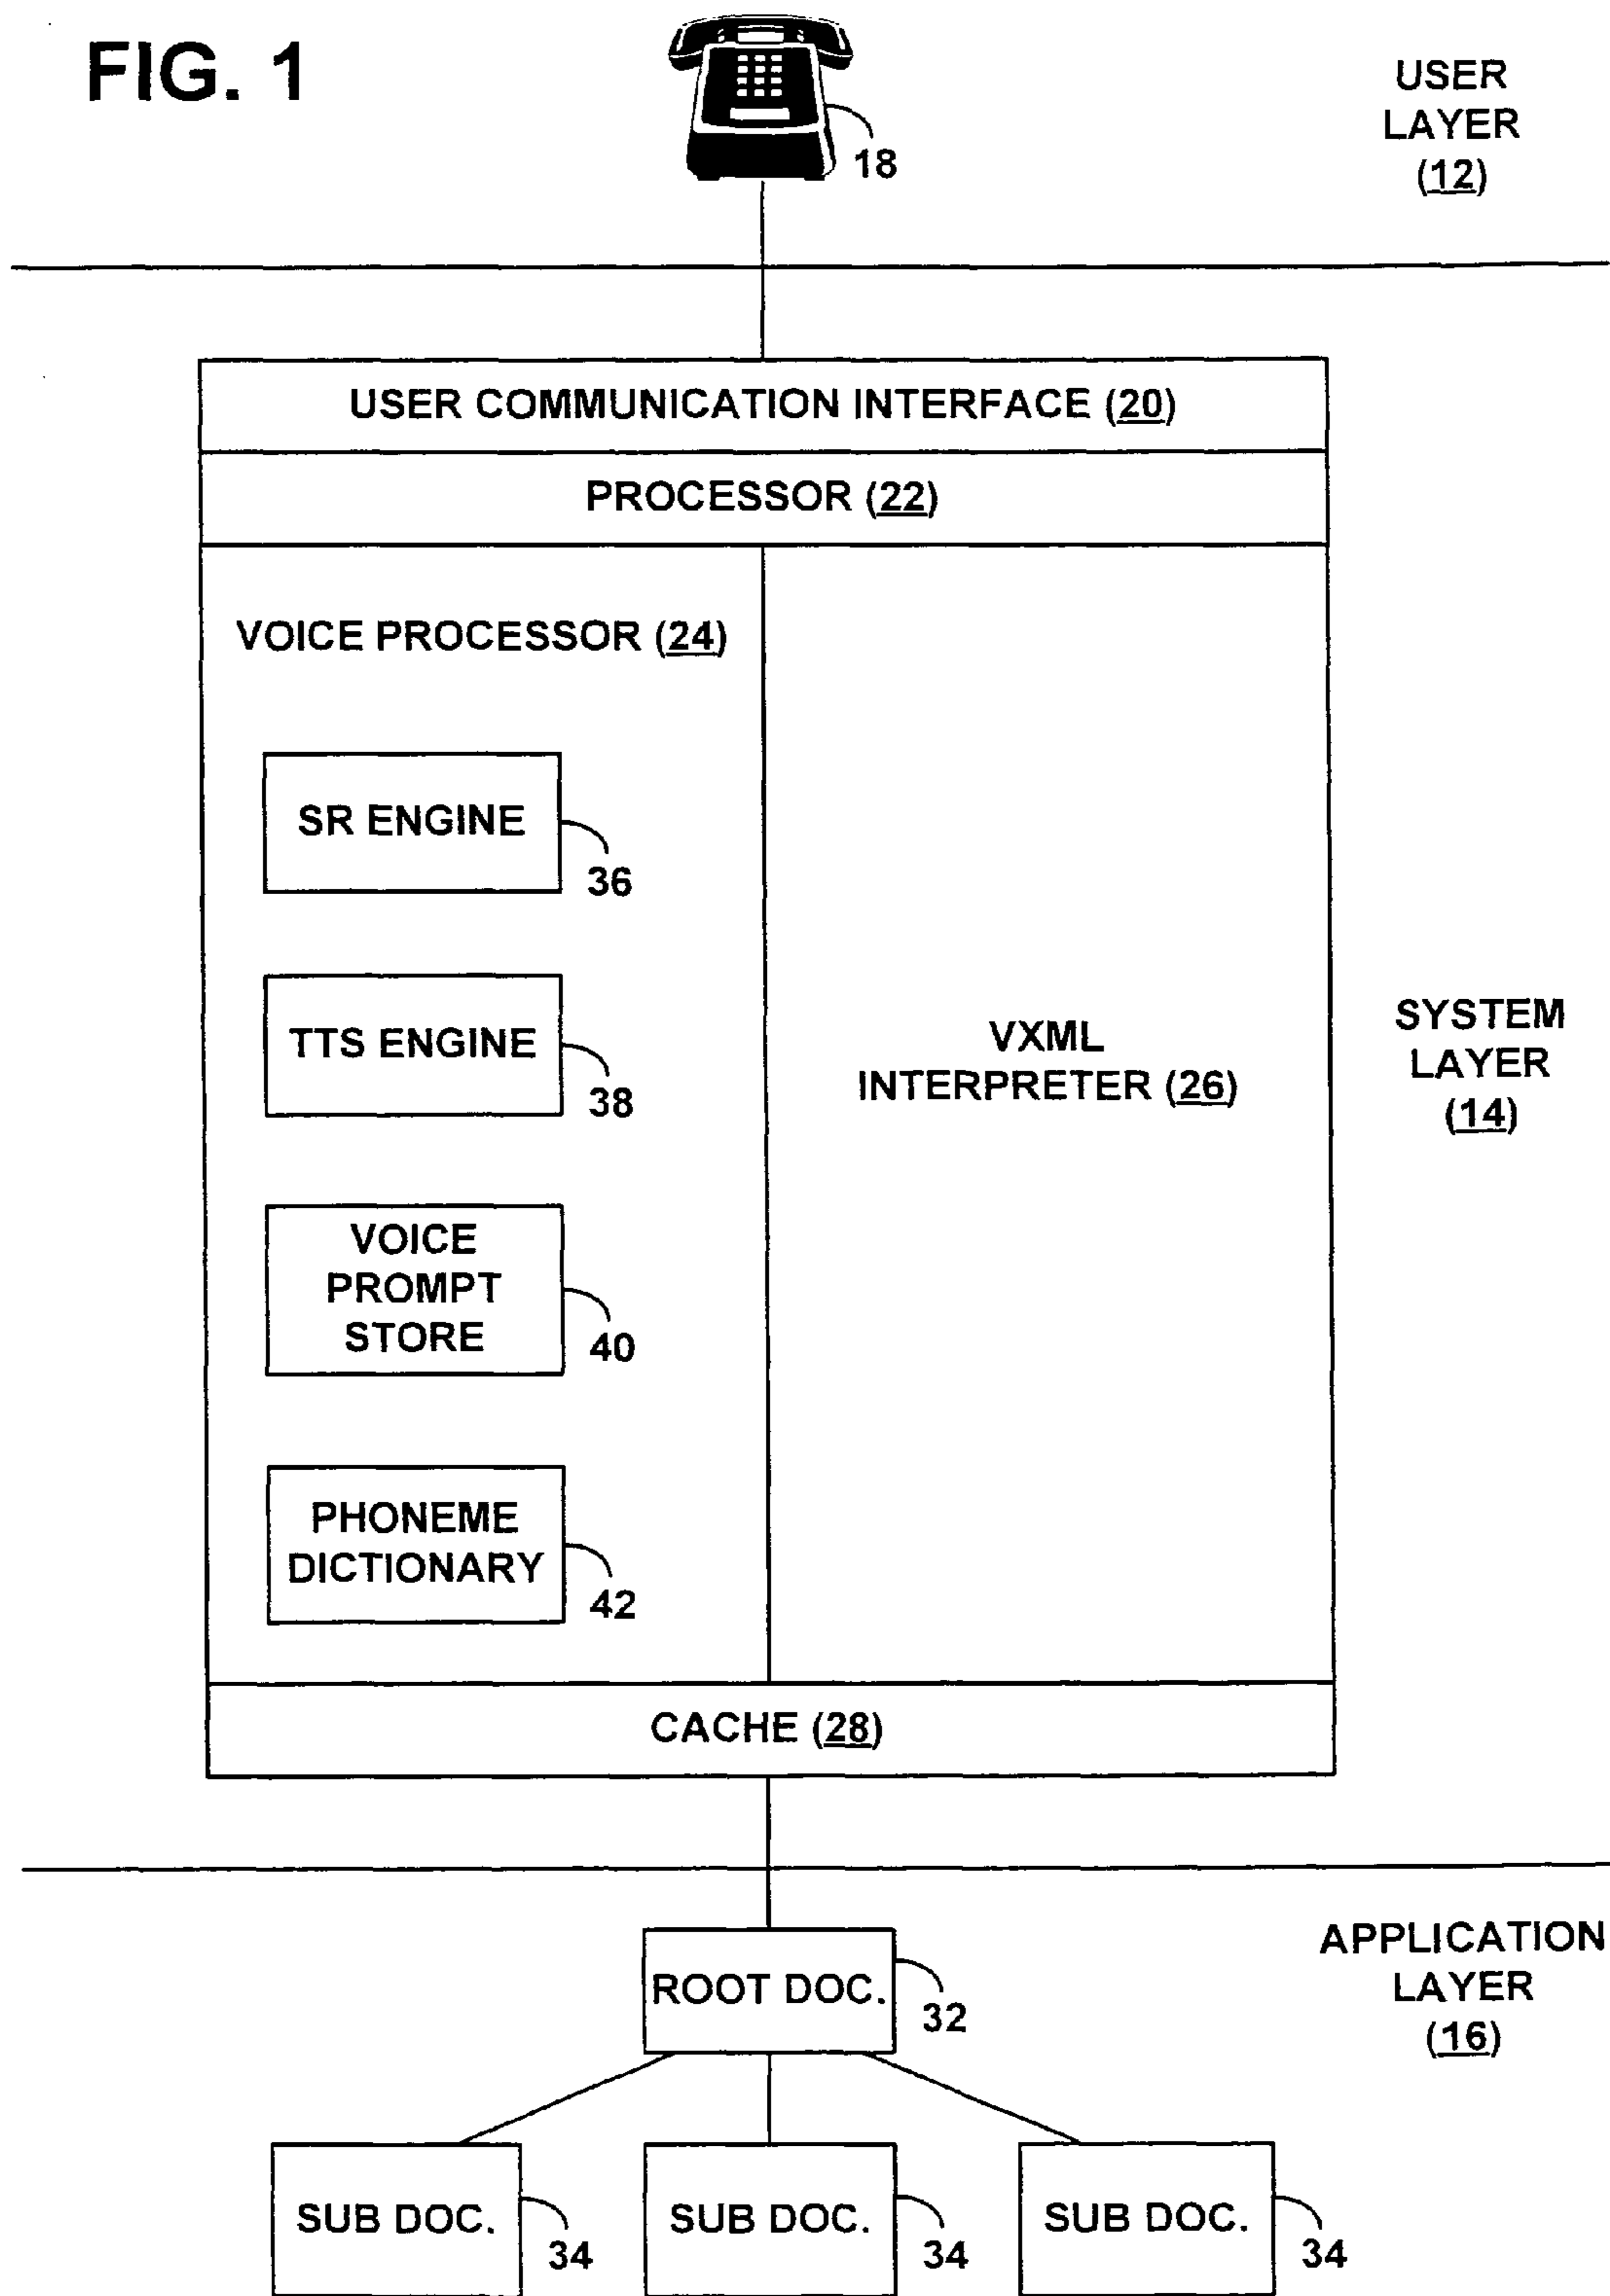 FIG. 1
18
USER
LAYER
(12)
USER COMMUNICATION INTERFACE (20)
PROCESSOR (22)
VOICE PROCESSOR (24)
SR ENGINE
36
TTS ENGINE
38
VOICE
PROMPT
STORE
40
PHONEME
DICTIONARY
42
VXML
INTERPRETER (26)
SYSTEM
LAYER
(14)
CACHE (28)
ROOT DOC.
32
APPLICATION
LAYER
(16)
SUB DOC.
34
SUB DOC.
34
SUB DOC.
34